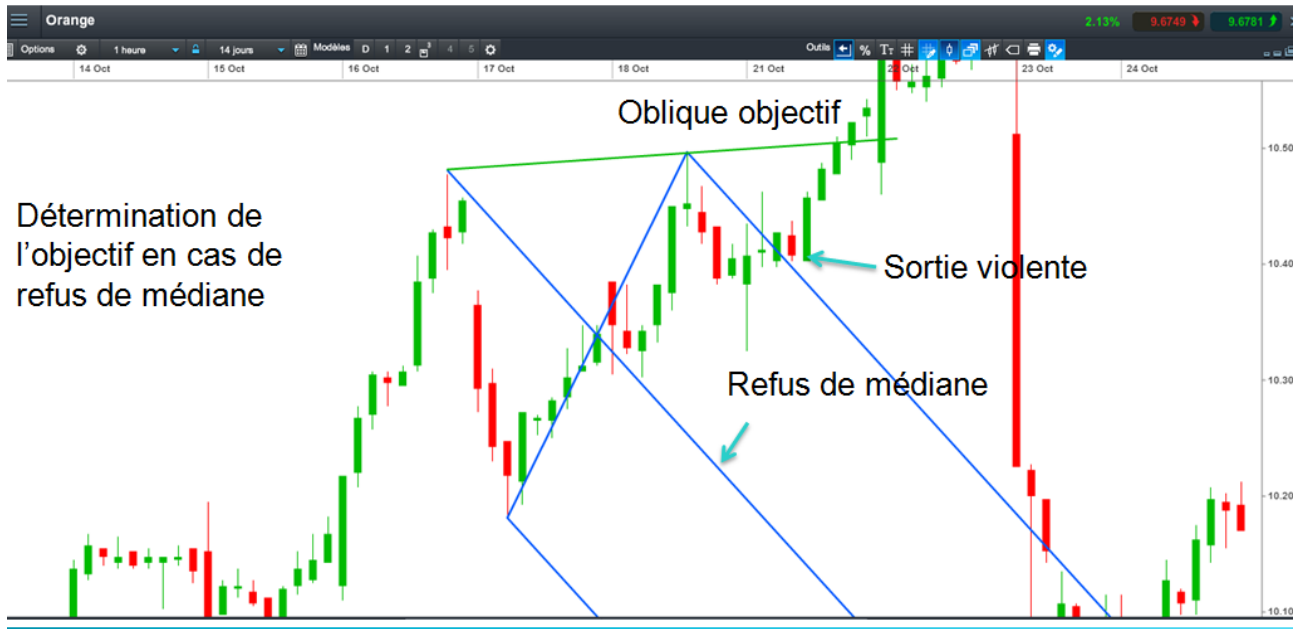 Orange
2.13% 9.6749 9.6781
Options 1 heure 14 jours Modèles D 1 2 3 4 5 Outils % TT
14 Oct 15 Oct 16 Oct 17 Oct 18 Oct 21 Oct 22 Oct 23 Oct 24 Oct
Oblique objectif
10.50
Détermination de
l’objectif en cas de
refus de médiane
10.40
Sortie violente
10.30
Refus de médiane
10.20
10.10